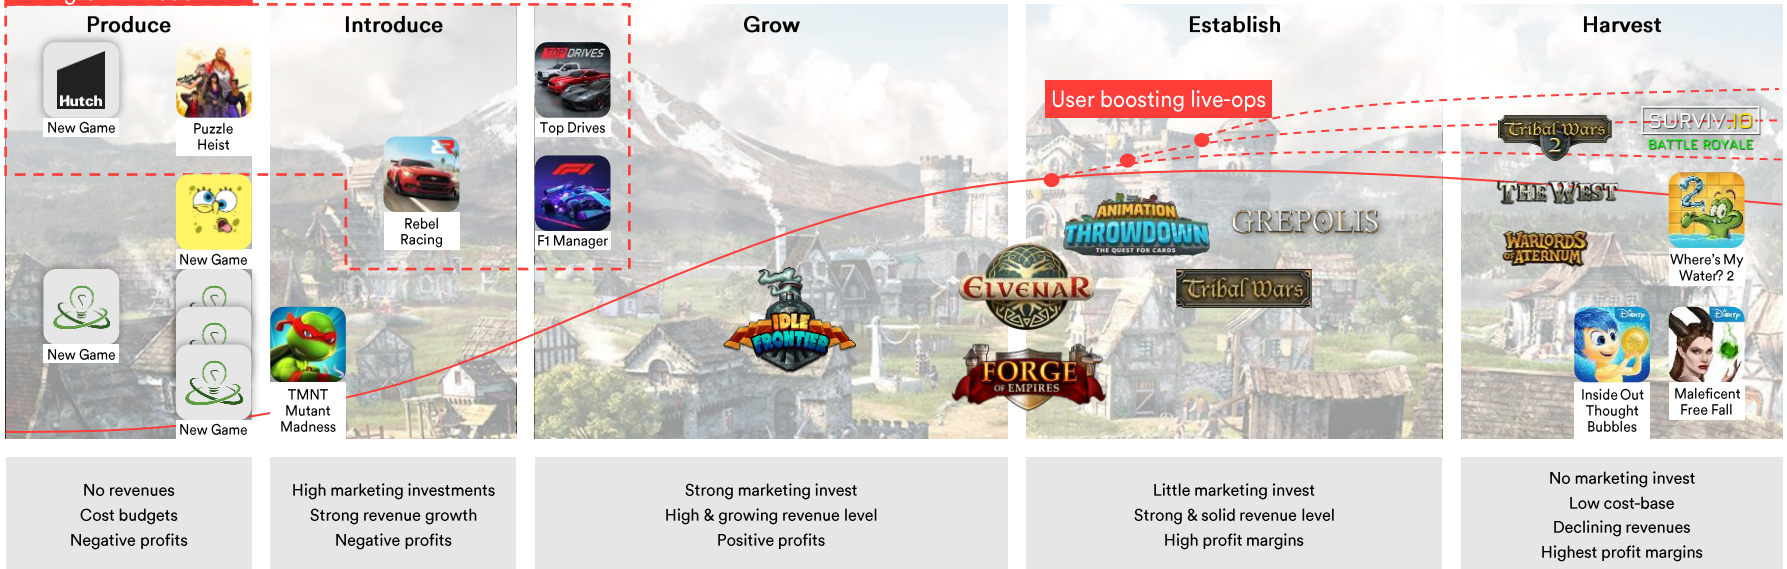 Produce
Introduce
Grow
Establish
Harvest
Hutch
New Game
Puzzle
Heist
New Game
New Game
New Game
Rebel
Racing
TMNT
Mutant
Madness
TOP DRIVES
Top Drives
F1
F1 Manager
IDLE
FRONTIER
User boosting live-ops
ANIMATION
THROWDOWN
THE QUEST FOR CARDS
GREPOLIS
ELVENAR
Tribal Wars
FORGE
OF EMPIRES
Tribal Wars
2
SURVIV.IO
BATTLE ROYALE
THE WEST
2
Where's My
Water? 2
WARLORDS
OF ATERNUM
Disney
Inside Out
Thought
Bubbles
Disney
Maleficent
Free Fall
No revenues
Cost budgets
Negative profits
High marketing investments
Strong revenue growth
Negative profits
Strong marketing invest
High & growing revenue level
Positive profits
Little marketing invest
Strong & solid revenue level
High profit margins
No marketing invest
Low cost-base
Declining revenues
Highest profit margins